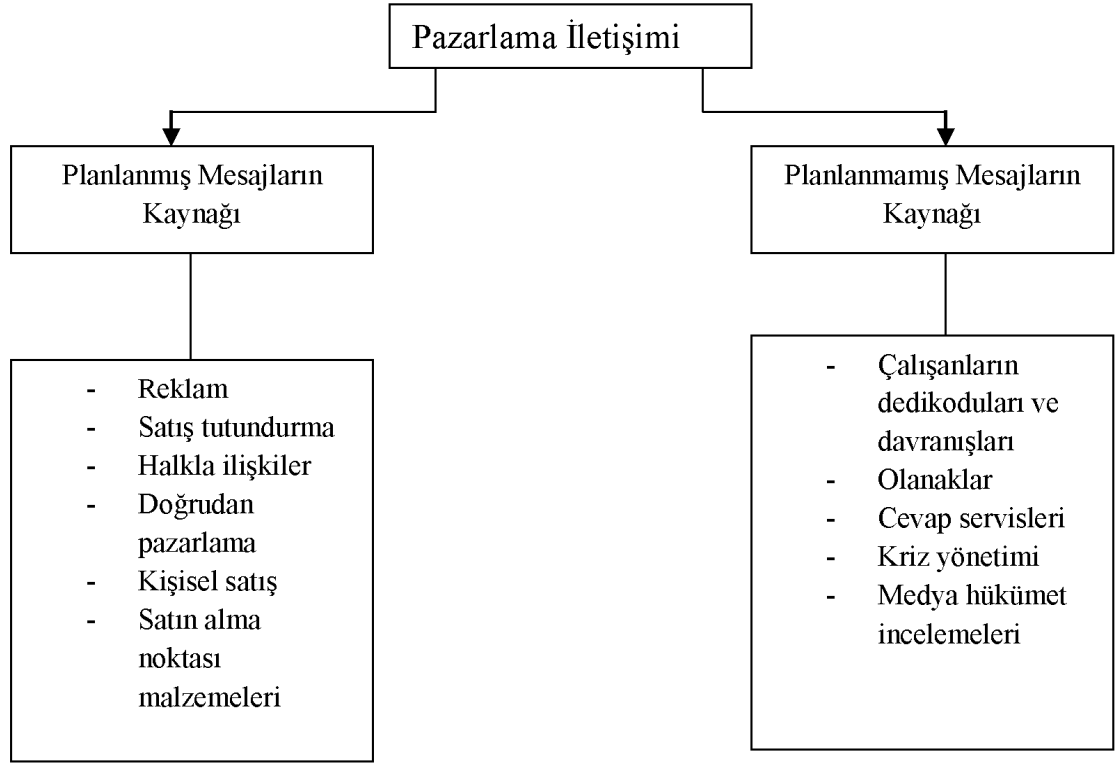 Pazarlama İletişimi
Planlanmış Mesajların
Kaynağı
- Reklam
- Satış tutundurma
- Halkla ilişkiler
- Doğrudan
pazarlama
- Kişisel satış
- Satın alma
noktası
malzemeleri
Planlanmamış Mesajların
Kaynağı
- Çalışanların
dedikoduları ve
davranışları
- Olanaklar
- Cevap servisleri
- Kriz yönetimi
- Medya hükümet
incelemeleri